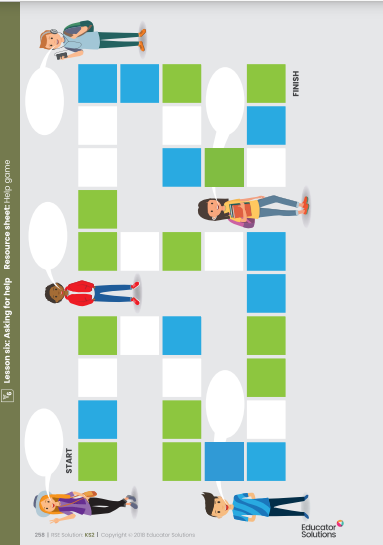 Lesson six: Asking for help Resource sheet: Help game
FINISH
START
258 | RSE Solution KS2 | Copyright © 2018 Educator Solutions
Educator
Solutions